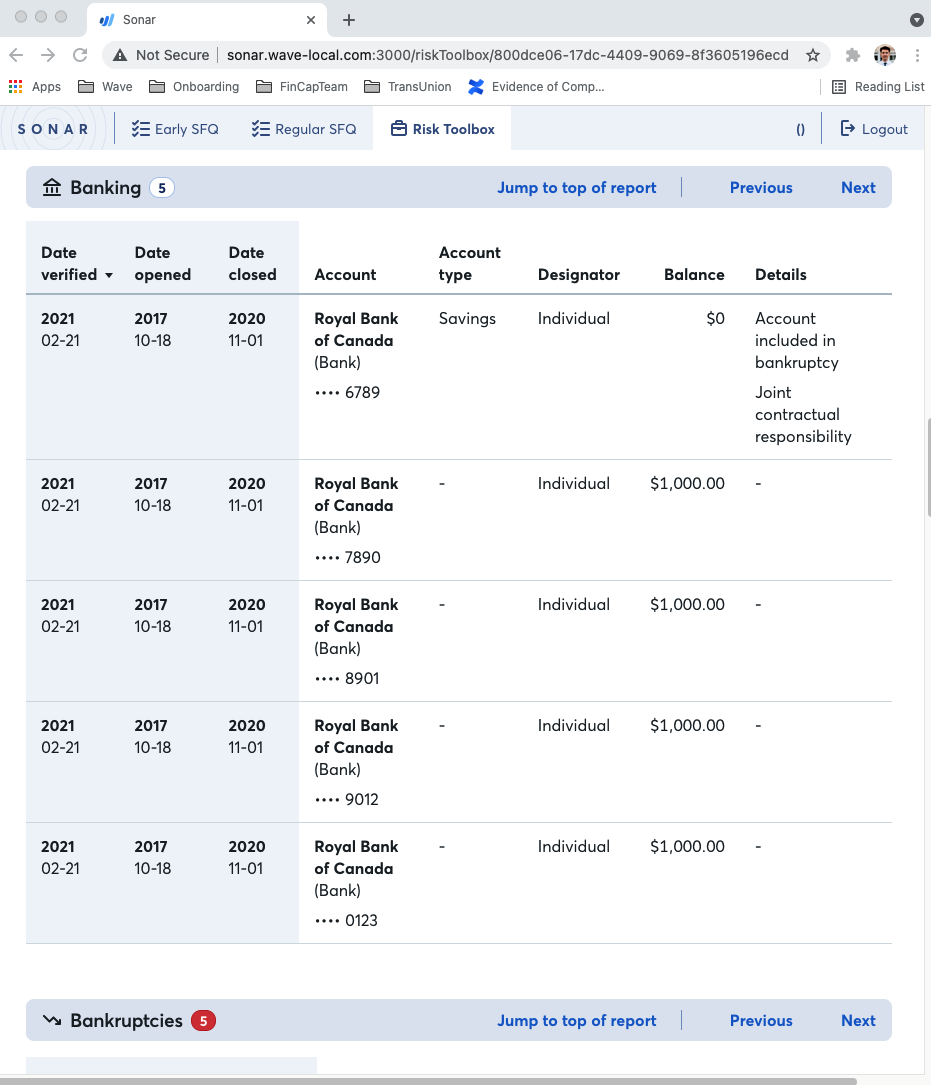 Sonar
Not Secure sonar.wave-local.com:3000/riskToolbox/800dce06-17dc-4409-9069-8f3605196ecd
Apps Wave Onboarding FinCapTeam TransUnion Evidence of Comp... Reading List
SONAR Early SFQ Regular SFQ Risk Toolbox () Logout
Banking 5 Jump to top of report Previous Next
Date verified Date opened Date closed Account Account type Designator Balance Details
2021 2017 2020 Royal Bank Savings Individual $0 Account
02-21 10-18 11-01 of Canada included in
(Bank) bankruptcy
•••• 6789 Joint
contractual
responsibility
2021 2017 2020 Royal Bank - Individual $1,000.00 -
02-21 10-18 11-01 of Canada
(Bank)
•••• 7890
2021 2017 2020 Royal Bank - Individual $1,000.00 -
02-21 10-18 11-01 of Canada
(Bank)
•••• 8901
2021 2017 2020 Royal Bank - Individual $1,000.00 -
02-21 10-18 11-01 of Canada
(Bank)
•••• 9012
2021 2017 2020 Royal Bank - Individual $1,000.00 -
02-21 10-18 11-01 of Canada
(Bank)
•••• 0123
Bankruptcies 5 Jump to top of report Previous Next